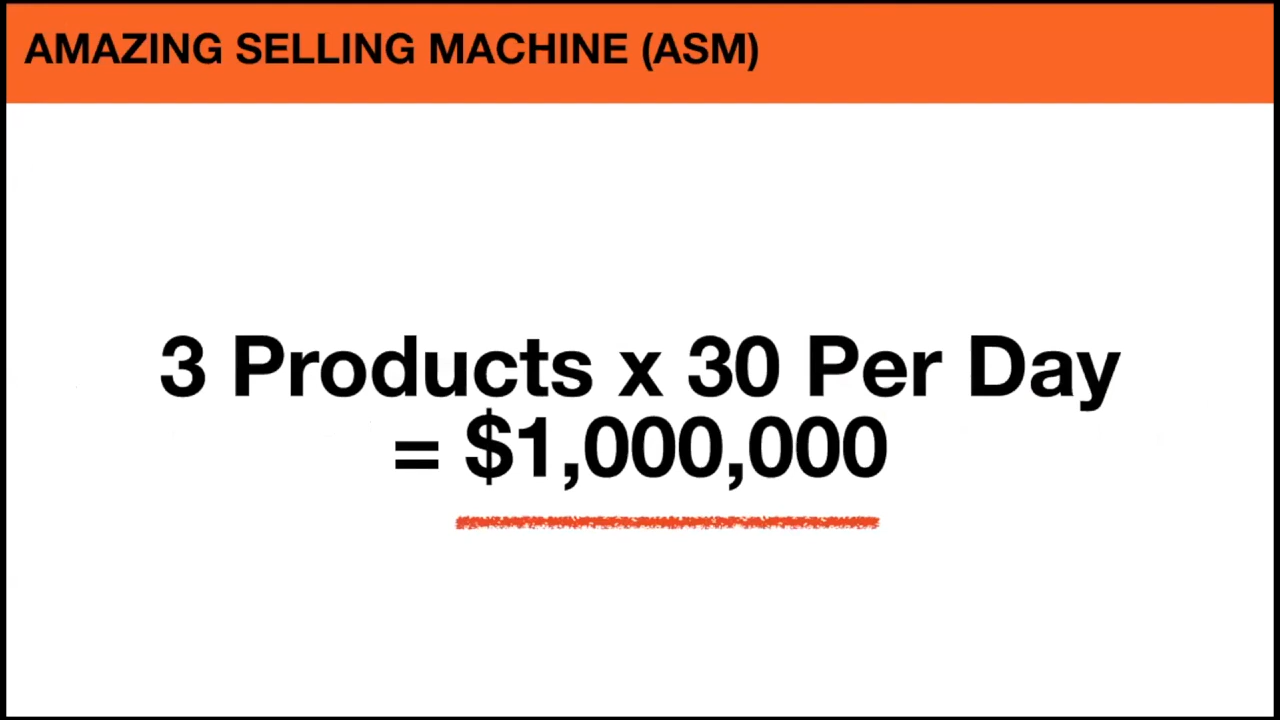 AMAZING SELLING MACHINE (ASM)
3 Products x 30 Per Day
= $1,000,000